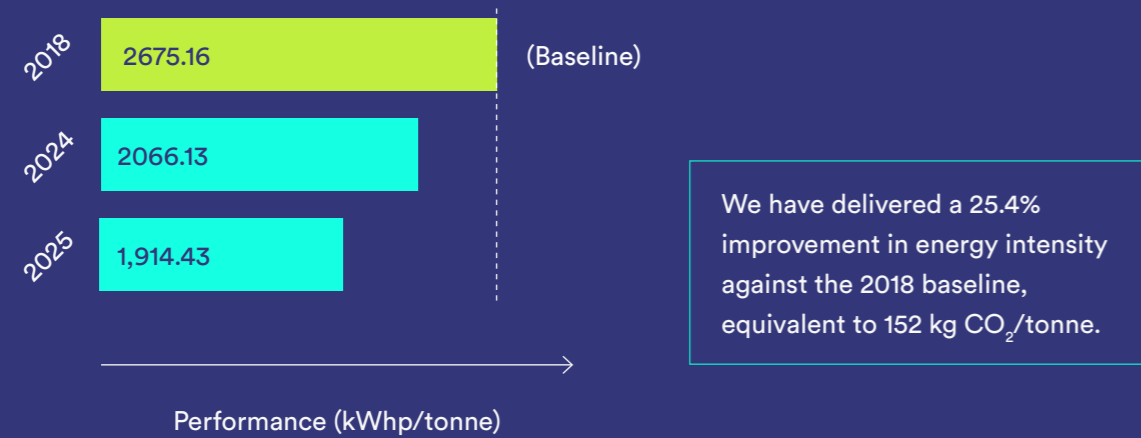 2018
2675.16
(Baseline)
2024
2066.13
2025
1,914.43
We have delivered a 25.4%
improvement in energy intensity
against the 2018 baseline,
equivalent to 152 kg CO₂/tonne.
Performance (kWhp/tonne)